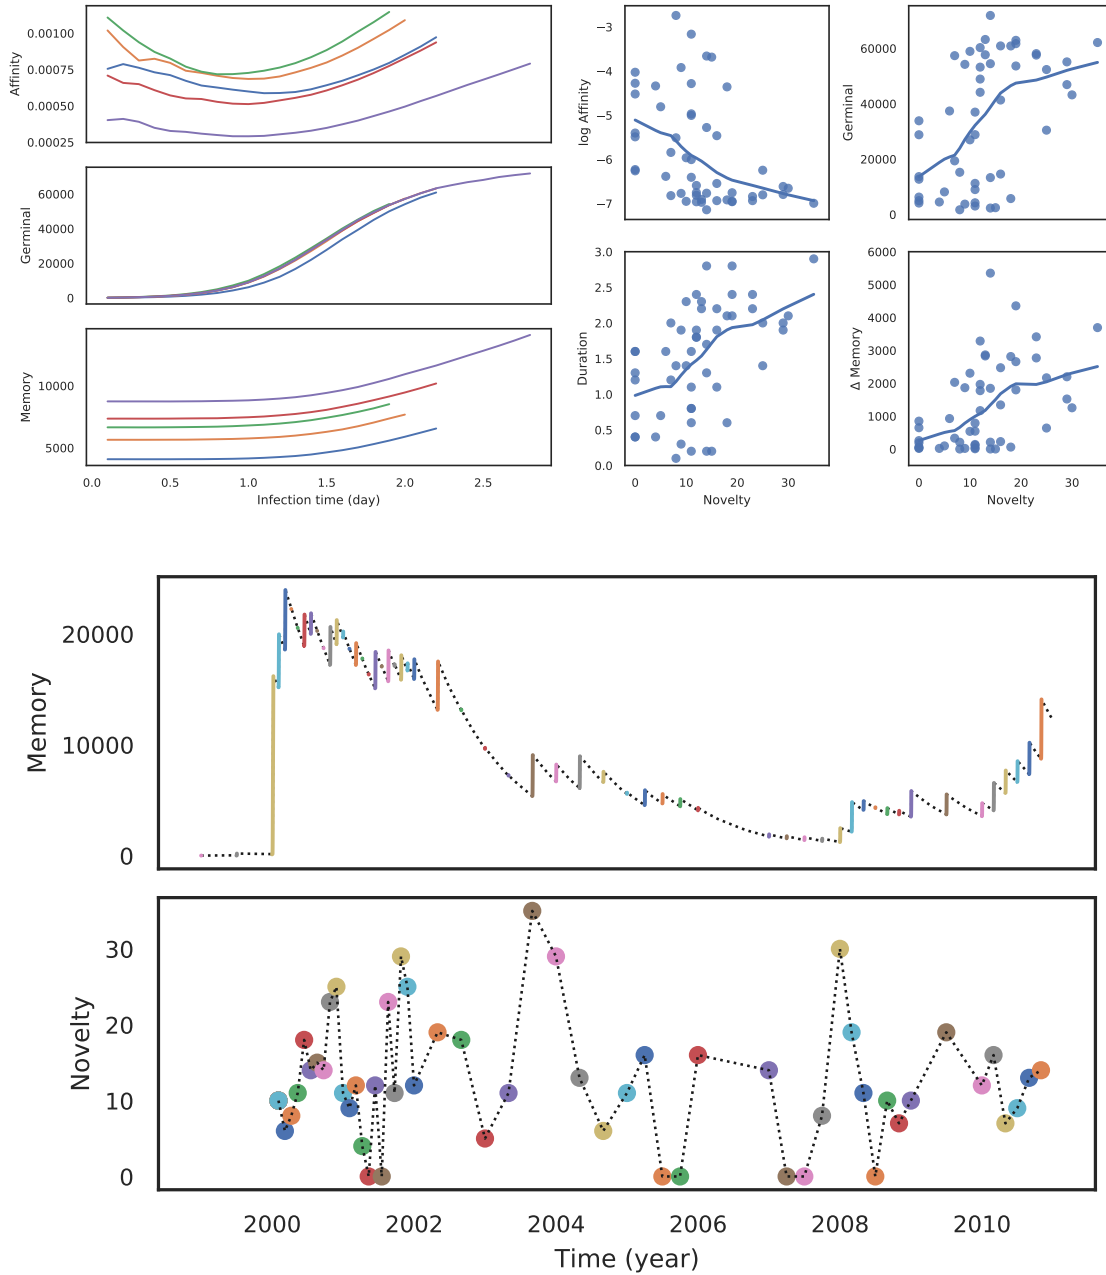 0.00100
0.00075
0.00050
0.00025
Affinity
60000
40000
20000
0
Germinal
10000
5000
Memory
0.0 0.5 1.0 1.5 2.0 2.5
Infection time (day)
−3
−4
−5
−6
−7
log Affinity
60000
40000
20000
0
Germinal
3.0
2.5
2.0
1.5
1.0
0.5
0.0
Duration
0 10 20 30
Novelty
6000
5000
4000
3000
2000
1000
0
Δ Memory
0 10 20 30
Novelty
20000
10000
0
Memory
30
20
10
0
Novelty
2000 2002 2004 2006 2008 2010
Time (year)